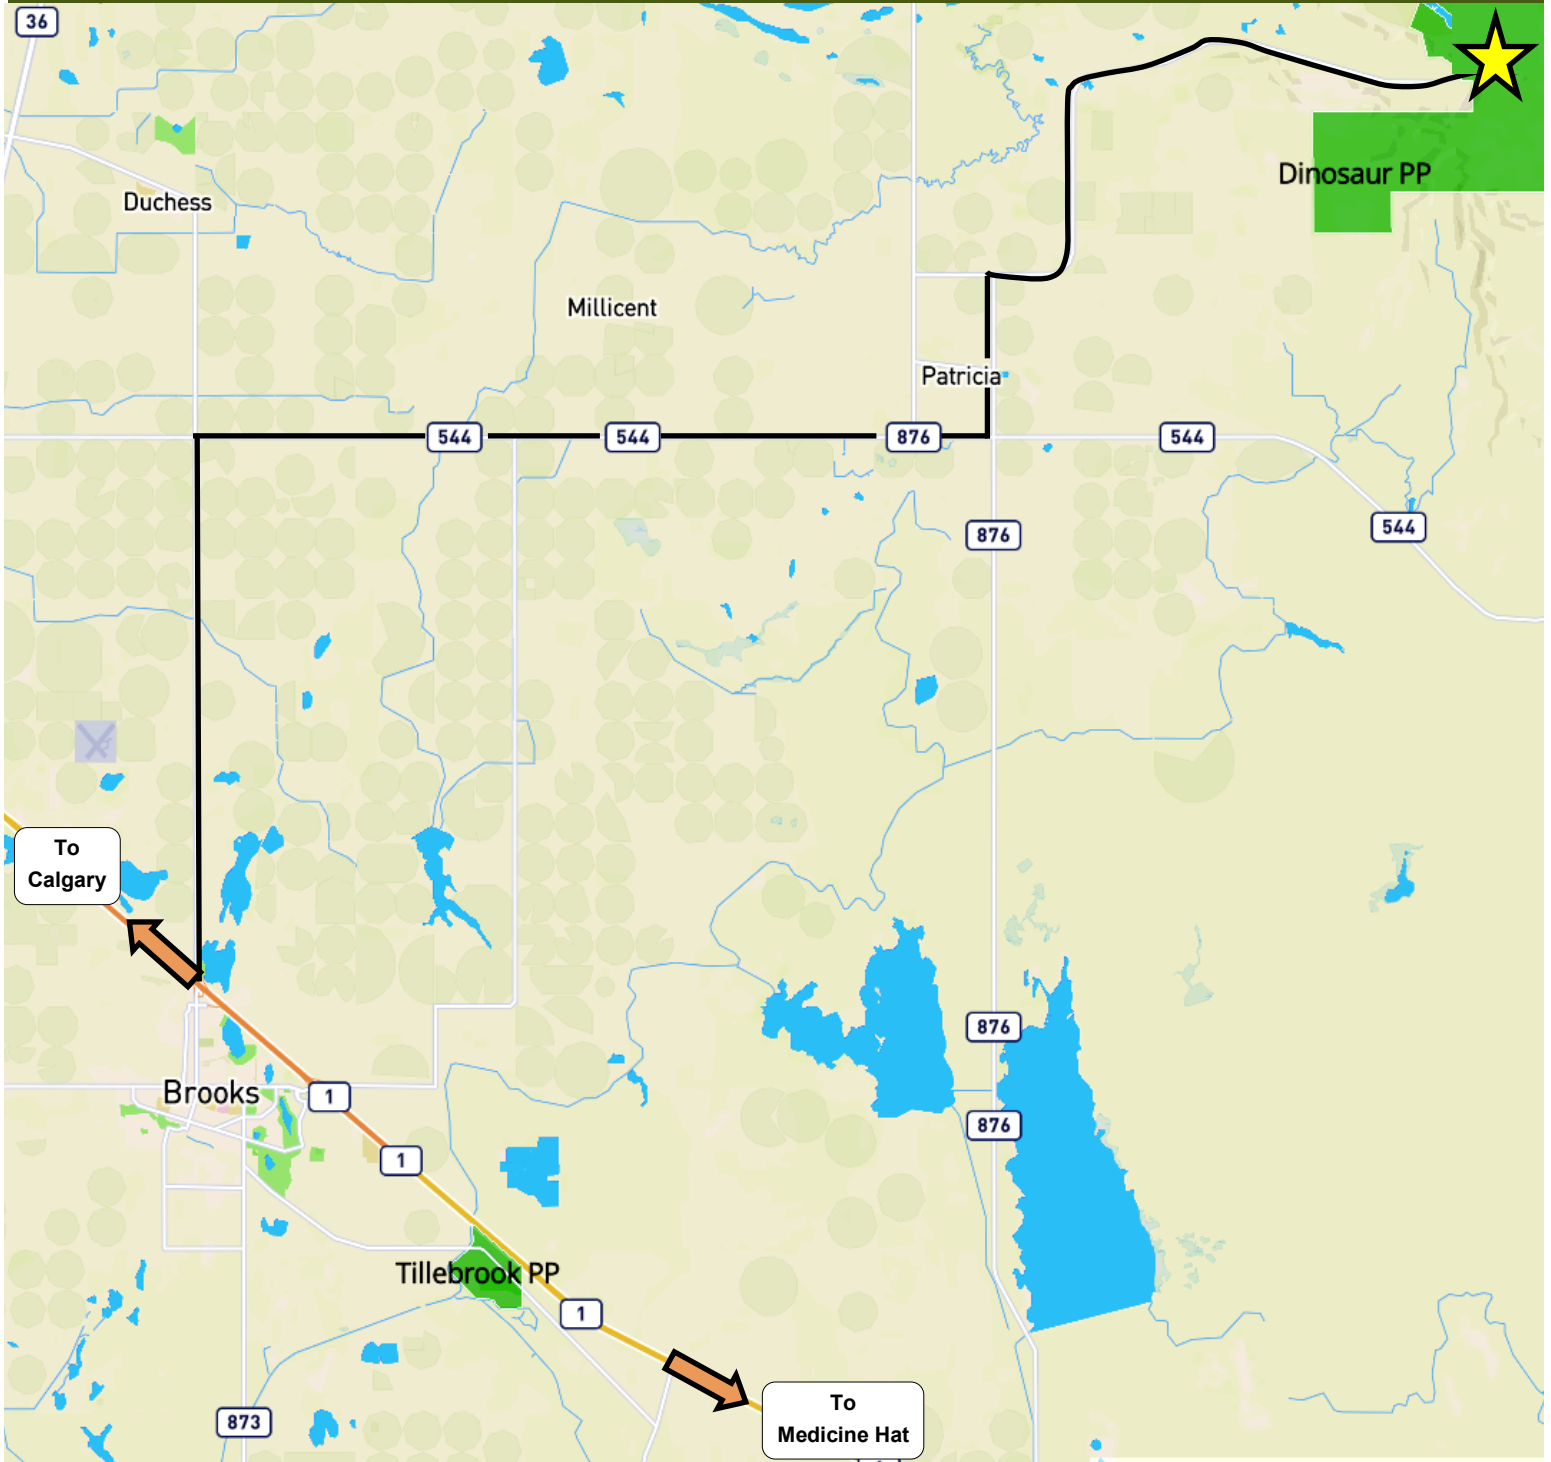 36
Duchess
Dinosaur PP
Millicent
Patricia
544
544
876
544
876
544
To
Calgary
876
Brooks
1
876
1
Tillebrook PP
1
873
To
Medicine Hat